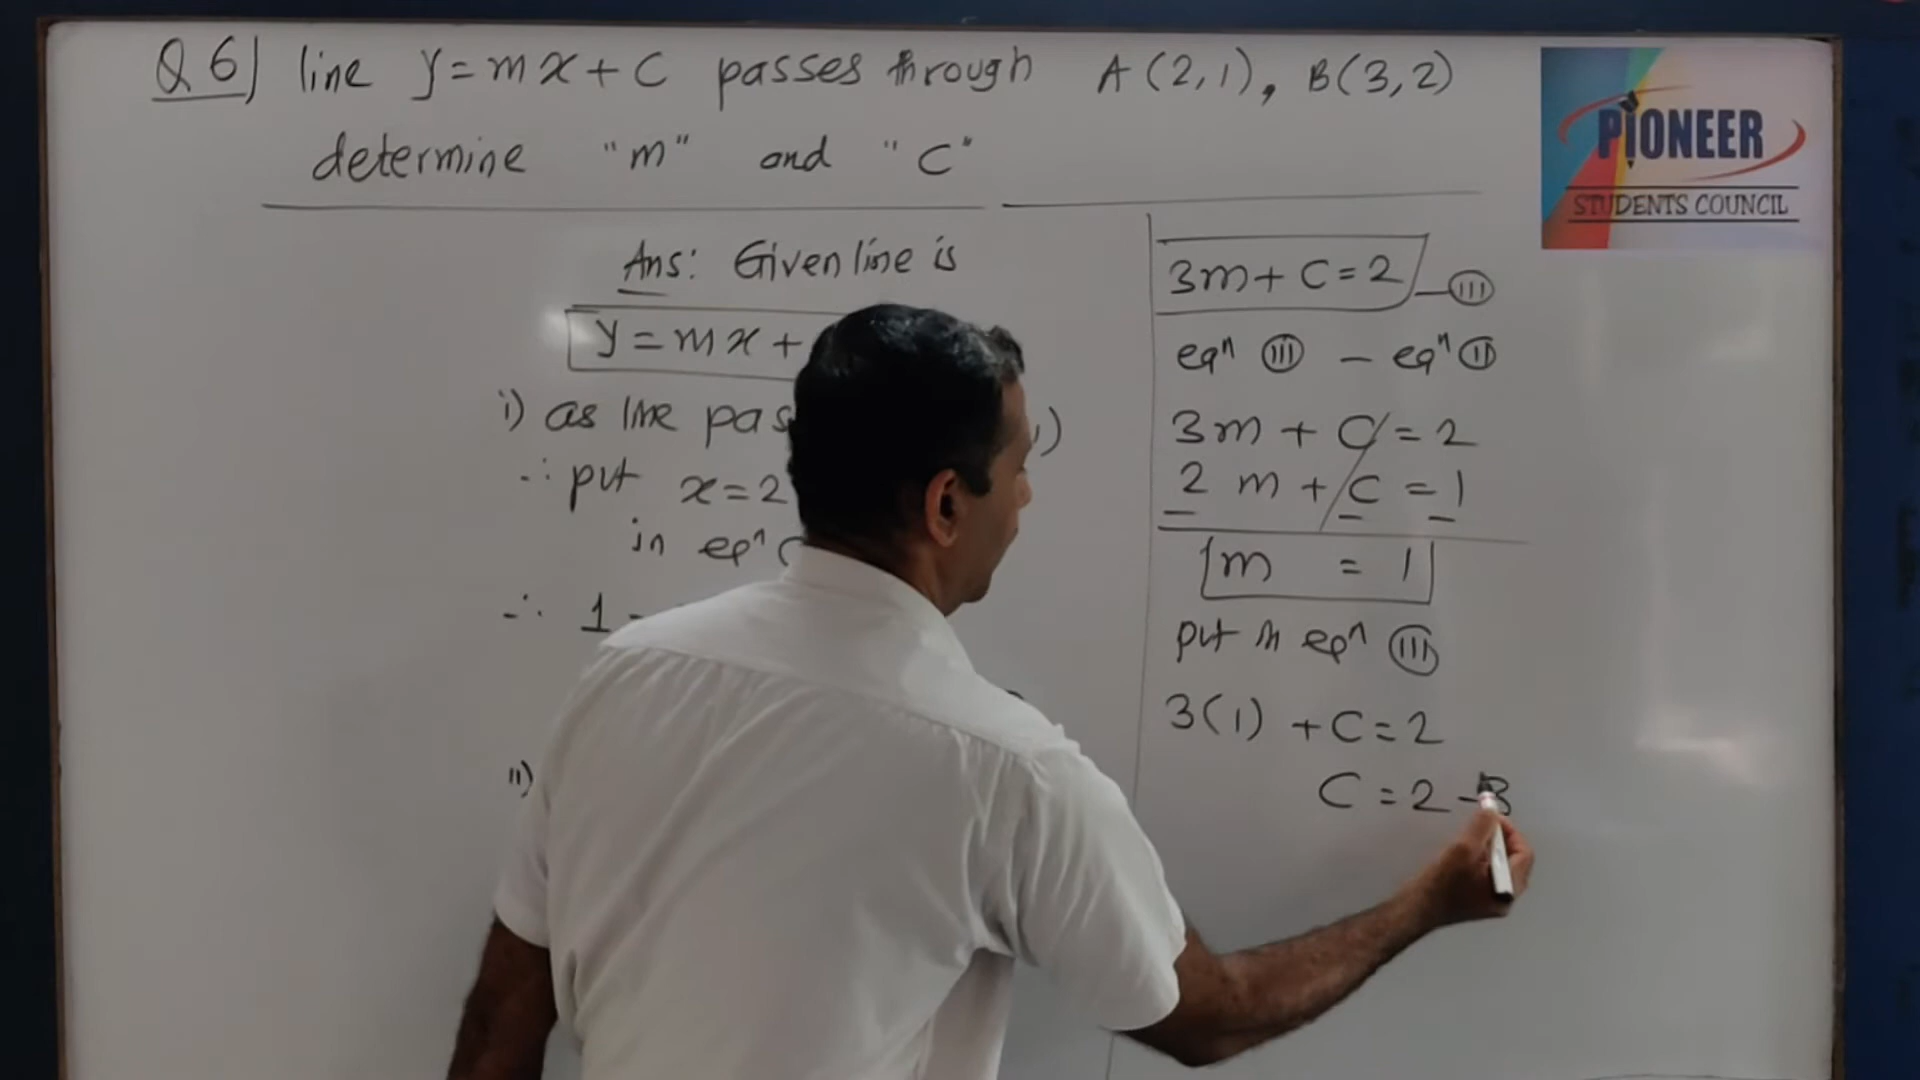 Q 6) line y = mx + C passes through A (2,1), B(3,2)
determine "m" and "C"
PIONEER
STUDENTS COUNCIL
Ans: Given line is
y = mx +
i) as line pas
∴ put x = 2
in eqⁿ
∴ 1
ii)
3m + C = 2 — (III)
eqⁿ (III) — eqⁿ (II)
3m + C = 2
2 m + C = 1
m = 1
put in eqⁿ (III)
3(1) + C = 2
C = 2 - 3